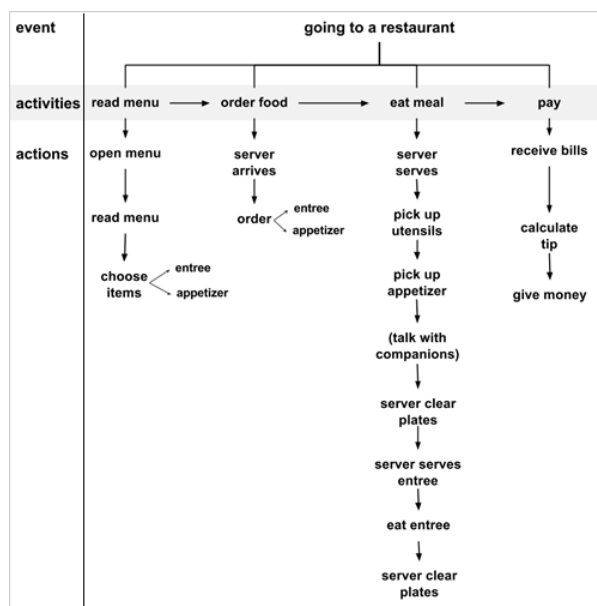 event
going to a restaurant
activities
read menu
order food
eat meal
pay
actions
open menu
read menu
choose
items
entree
appetizer
server
arrives
order
entree
appetizer
server
serves
pick up
utensils
pick up
appetizer
(talk with
companions)
server clear
plates
server serves
entree
eat entree
server clear
plates
receive bills
calculate
tip
give money